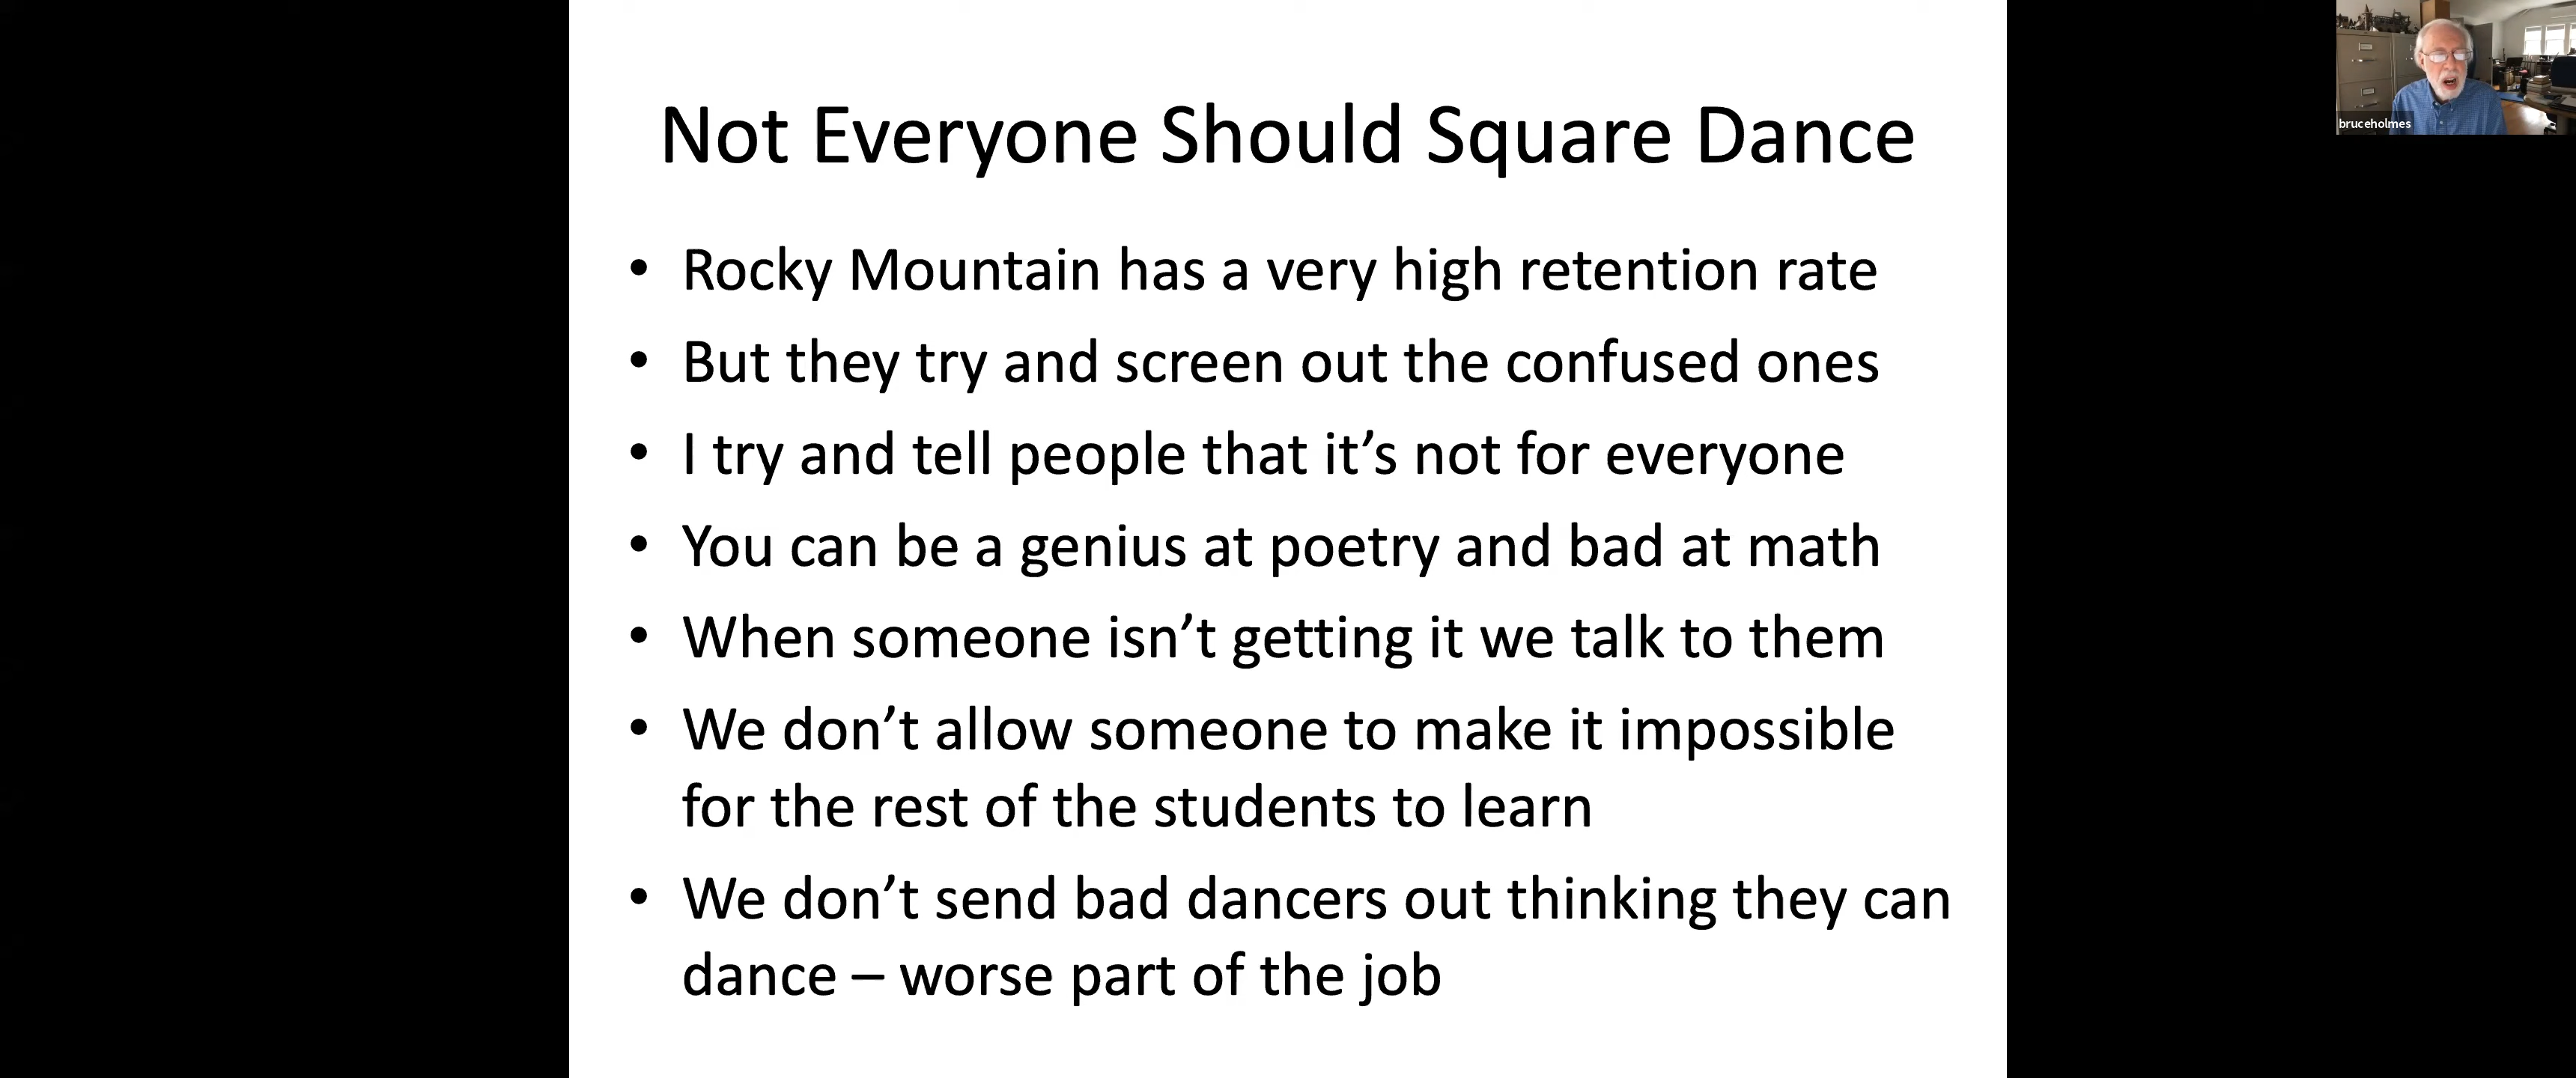 Not Everyone Should Square Dance
• Rocky Mountain has a very high retention rate
• But they try and screen out the confused ones
• I try and tell people that it’s not for everyone
• You can be a genius at poetry and bad at math
• When someone isn’t getting it we talk to them
• We don’t allow someone to make it impossible
for the rest of the students to learn
• We don’t send bad dancers out thinking they can
dance – worse part of the job
bruceholmes